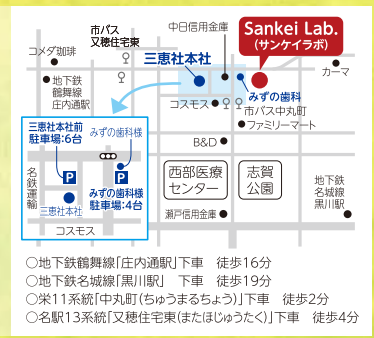 市バス
又穂住宅東
中日信用金庫
Sankei Lab.
(サンケイラボ)
コメダ珈琲
三恵社本社
カーマ
地下鉄
鶴舞線
庄内通駅
コスモス
みずの歯科
市バス中丸町
ファミリーマート
三恵社本社前
駐車場:6台
みずの歯科様
B&D
P
P
名鉄運輸
みずの歯科様
駐車場:4台
三恵社本社
コスモス
西部医療
センター
志賀
公園
地下鉄
名城線
黒川駅
瀬戸信用金庫
○地下鉄鶴舞線「庄内通駅」下車 徒歩16分
○地下鉄名城線「黒川駅」 下車 徒歩19分
○栄11系統「中丸町(ちゅうまるちょう)」下車 徒歩2分
○名駅13系統「又穂住宅東(またほじゅうたく)」下車 徒歩4分